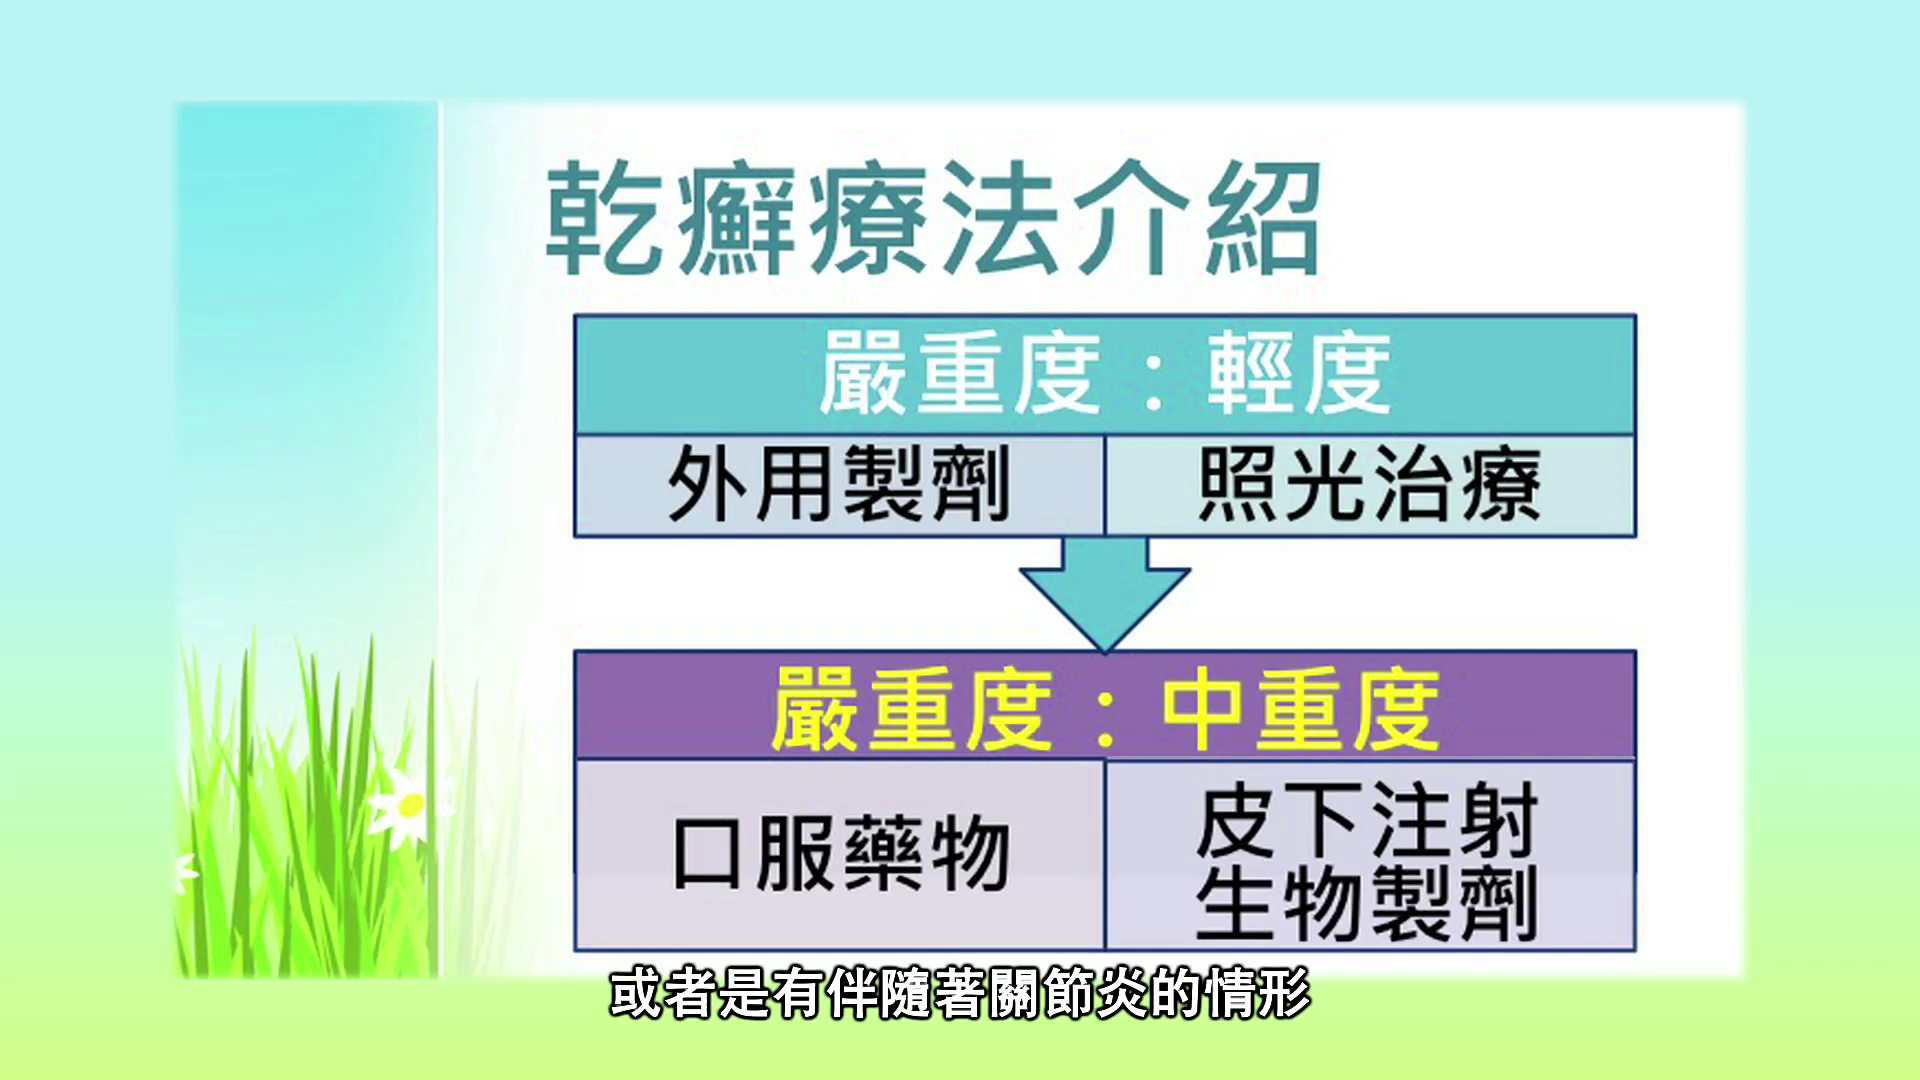 乾癬療法介紹
嚴重度：輕度
外用製劑
照光治療
嚴重度：中重度
口服藥物
皮下注射
生物製劑
或者是有伴隨著關節炎的情形